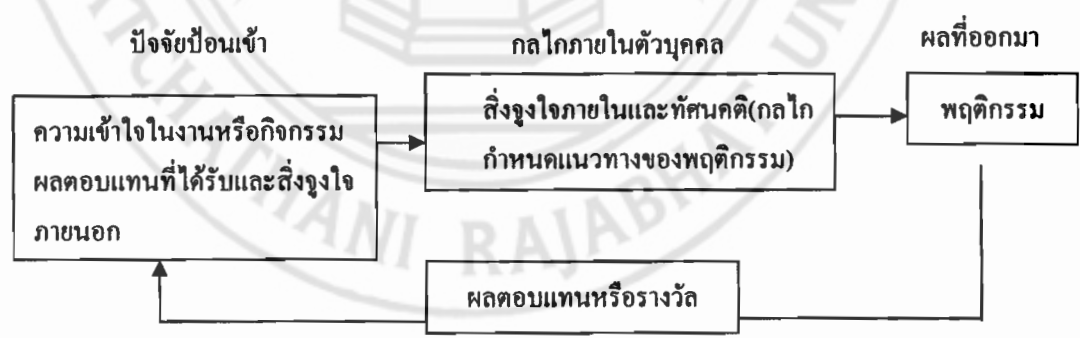 ปัจจัยป้อนเข้า
กลไกภายในตัวบุคคล
ผลที่ออกมา
ความเข้าใจในงานหรือกิจกรรม
ผลตอบแทนที่ได้รับและสิ่งจูงใจ
ภายนอก
สิ่งจูงใจภายในและทัศนคติ(กลไก
กำหนดแนวทางของพฤติกรรม)
พฤติกรรม
ผลตอบแทนหรือรางวัล
RAJABHAT